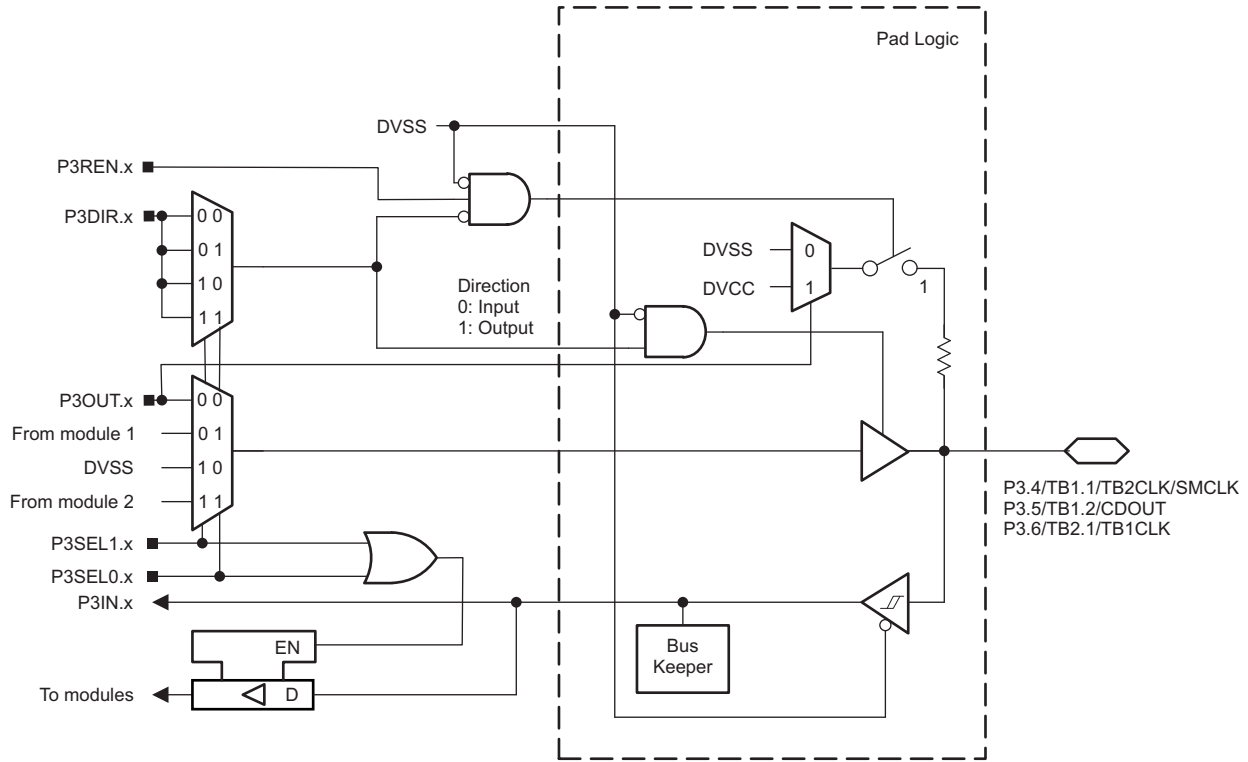 Pad Logic
DVSS
P3REN.x
P3DIR.x
0 0
0 1
1 0
1 1
Direction
0: Input
1: Output
DVSS
0
DVCC
1
1
P3OUT.x
0 0
From module 1
0 1
DVSS
1 0
From module 2
1 1
P3.4/TB1.1/TB2CLK/SMCLK
P3.5/TB1.2/CDOUT
P3.6/TB2.1/TB1CLK
P3SEL1.x
P3SEL0.x
P3IN.x
Bus
Keeper
EN
To modules
D